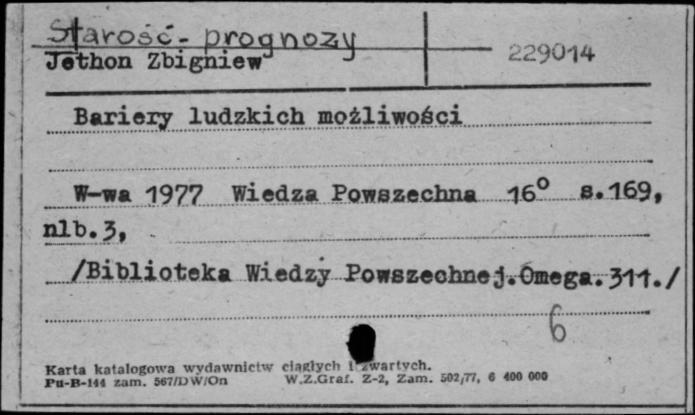 Starość - prognozy
Jethon Zbigniew
229014
Bariery ludzkich możliwości
W-wa 1977 Wiedza Powszechna 16° s.169,
nlb.3,
/Biblioteka Wiedzy Powszechnej.Omega.311./
6
Karta katalogowa wydawnictw ciągłych i zwartych.
Pu-B-144 zam. 567/DW/On W.Z.Graf. Z-2, Zam. 502/77, 6 400 000